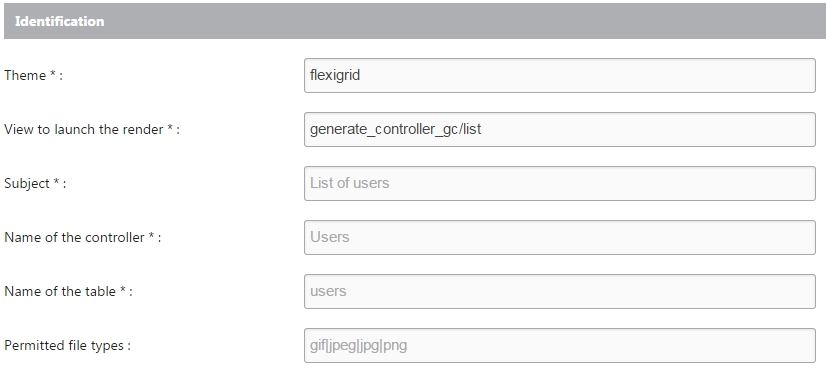 Identification
Theme * : flexigrid
View to launch the render * : generate_controller_gc/list
Subject * : List of users
Name of the controller * : Users
Name of the table * : users
Permitted file types : gif|jpeg|jpg|png